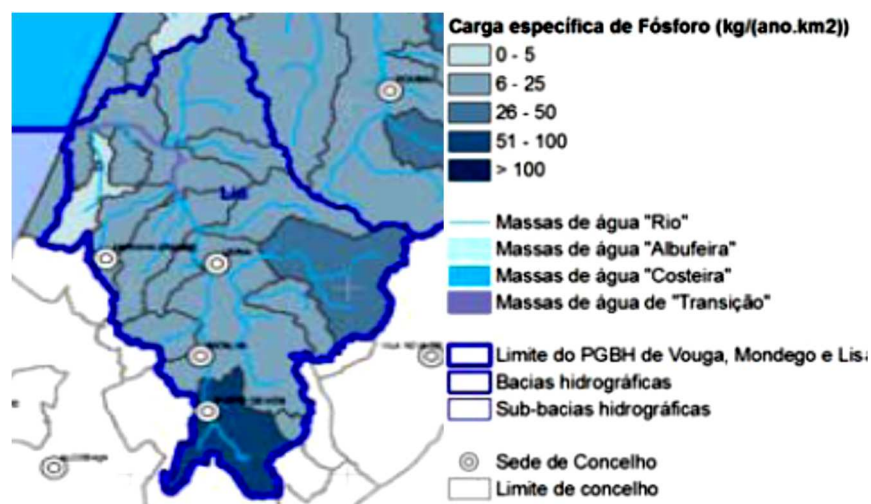 Carga específica de Fósforo (kg/(ano.km2))
0 - 5
6 - 25
26 - 50
51 - 100
> 100
Massas de água "Rio"
Massas de água "Albufeira"
Massas de água "Costeira"
Massas de água de "Transição"
Limite do PGBH de Vouga, Mondego e Lis
Bacias hidrográficas
Sub-bacias hidrográficas
Sede de Concelho
Limite de concelho
Lis